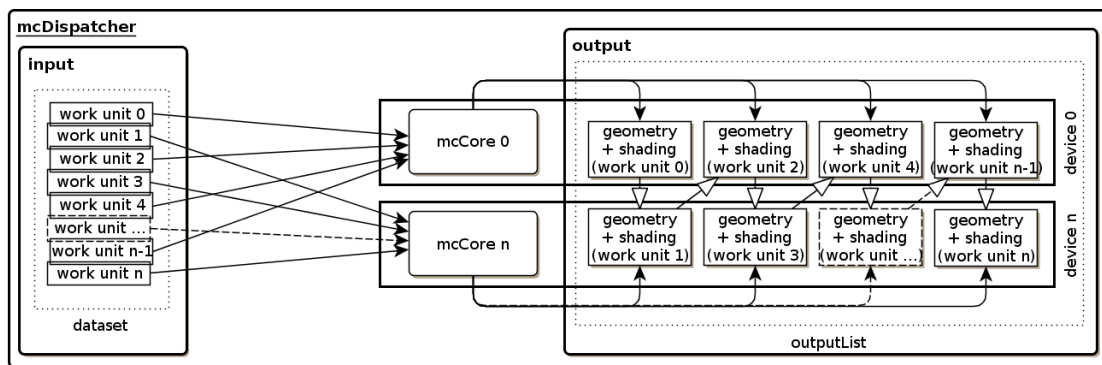 mcDispatcher
input
work unit 0
work unit 1
work unit 2
work unit 3
work unit 4
work unit ...
work unit n-1
work unit n
dataset
mcCore 0
mcCore n
output
geometry
+ shading
(work unit 0)
geometry
+ shading
(work unit 2)
geometry
+ shading
(work unit 4)
geometry
+ shading
(work unit n-1)
device 0
geometry
+ shading
(work unit 1)
geometry
+ shading
(work unit 3)
geometry
+ shading
(work unit ...)
geometry
+ shading
(work unit n)
device n
outputList